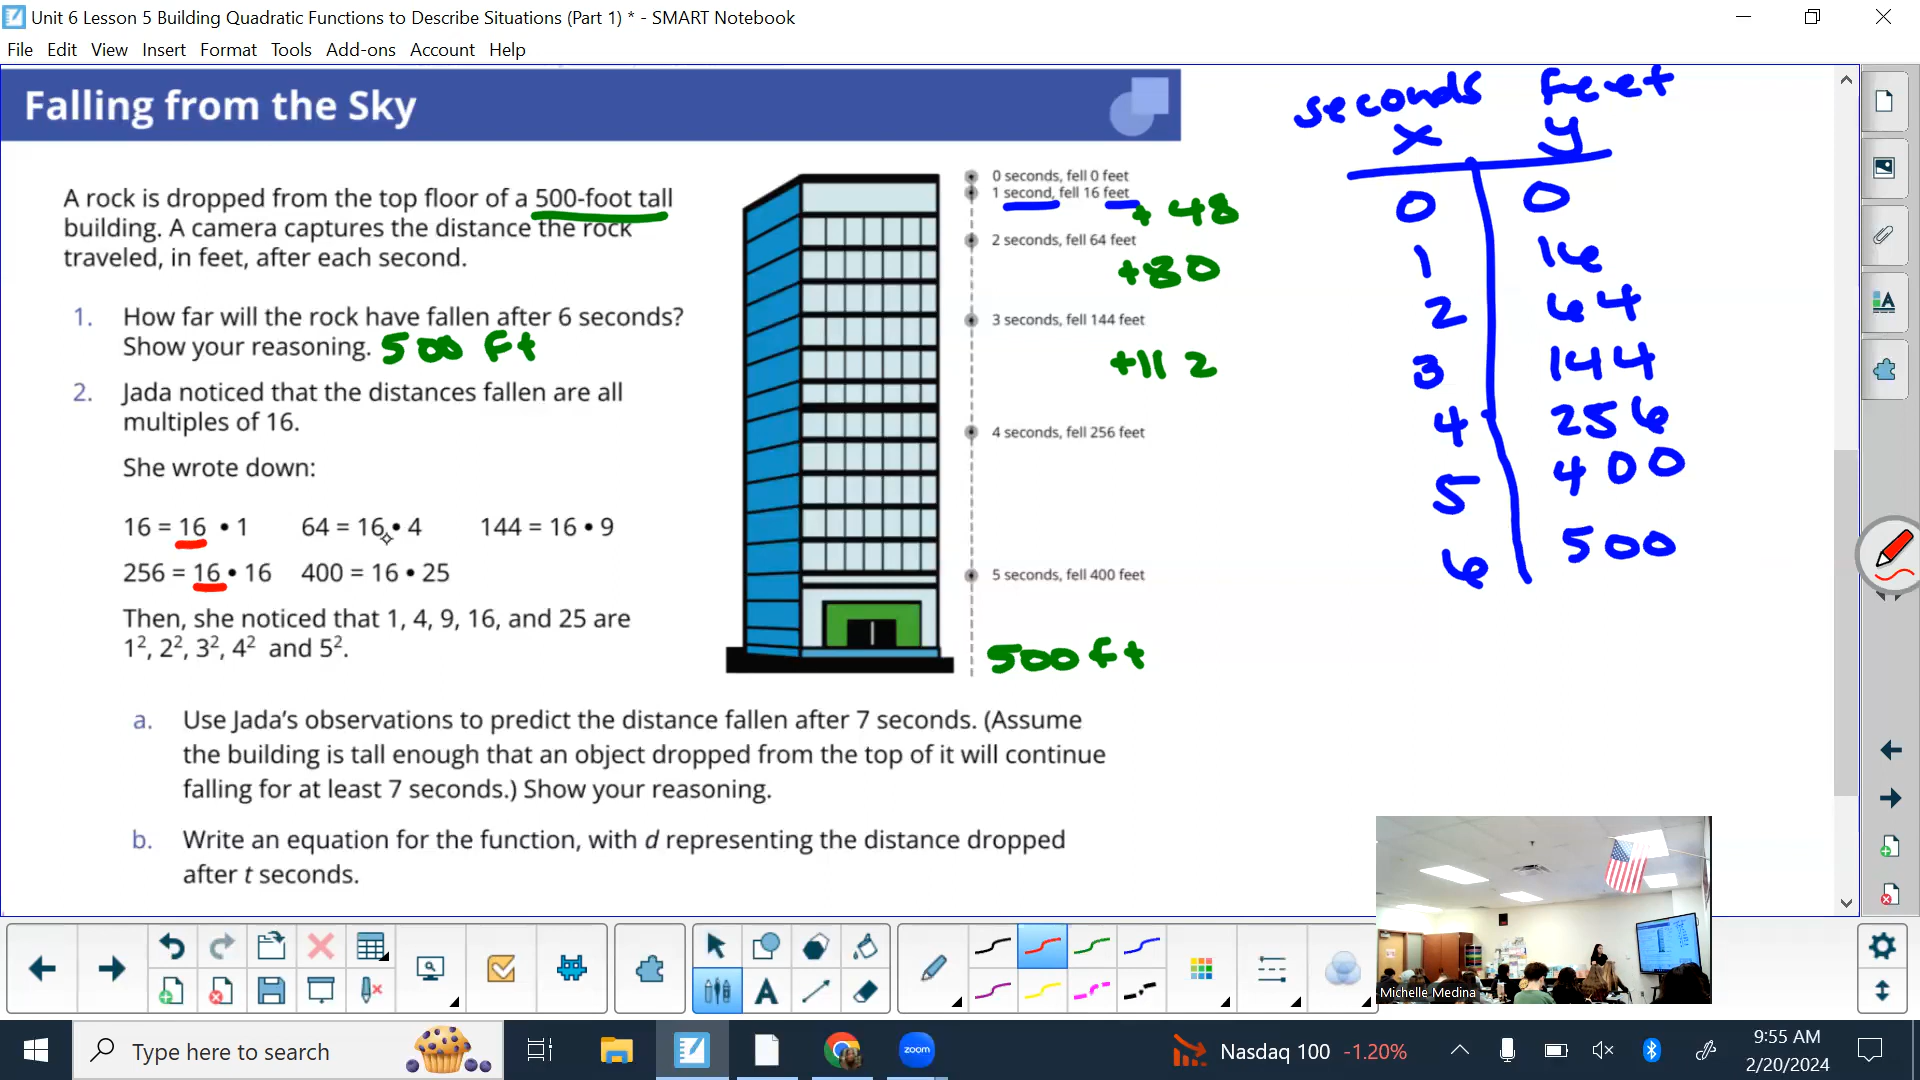 Unit 6 Lesson 5 Building Quadratic Functions to Describe Situations (Part 1) * - SMART Notebook
File Edit View Insert Format Tools Add-ons Account Help
Falling from the Sky
A rock is dropped from the top floor of a 500-foot tall
building. A camera captures the distance the rock
traveled, in feet, after each second.
1. How far will the rock have fallen after 6 seconds?
Show your reasoning. 500 ft
2. Jada noticed that the distances fallen are all
multiples of 16.
She wrote down:
16 = 16 • 1 64 = 16 • 4 144 = 16 • 9
256 = 16 • 16 400 = 16 • 25
Then, she noticed that 1, 4, 9, 16, and 25 are
1², 2², 3², 4² and 5².
a. Use Jada’s observations to predict the distance fallen after 7 seconds. (Assume
the building is tall enough that an object dropped from the top of it will continue
falling for at least 7 seconds.) Show your reasoning.
b. Write an equation for the function, with d representing the distance dropped
after t seconds.
0 seconds, fell 0 feet
1 second, fell 16 feet
+ 48
2 seconds, fell 64 feet
+80
3 seconds, fell 144 feet
+112
4 seconds, fell 256 feet
5 seconds, fell 400 feet
500 ft
seconds feet
x y
0 0
1 16
2 64
3 144
4 256
5 400
6 500
Michelle Medina
Type here to search
zoom
Nasdaq 100 -1.20%
9:55 AM
2/20/2024